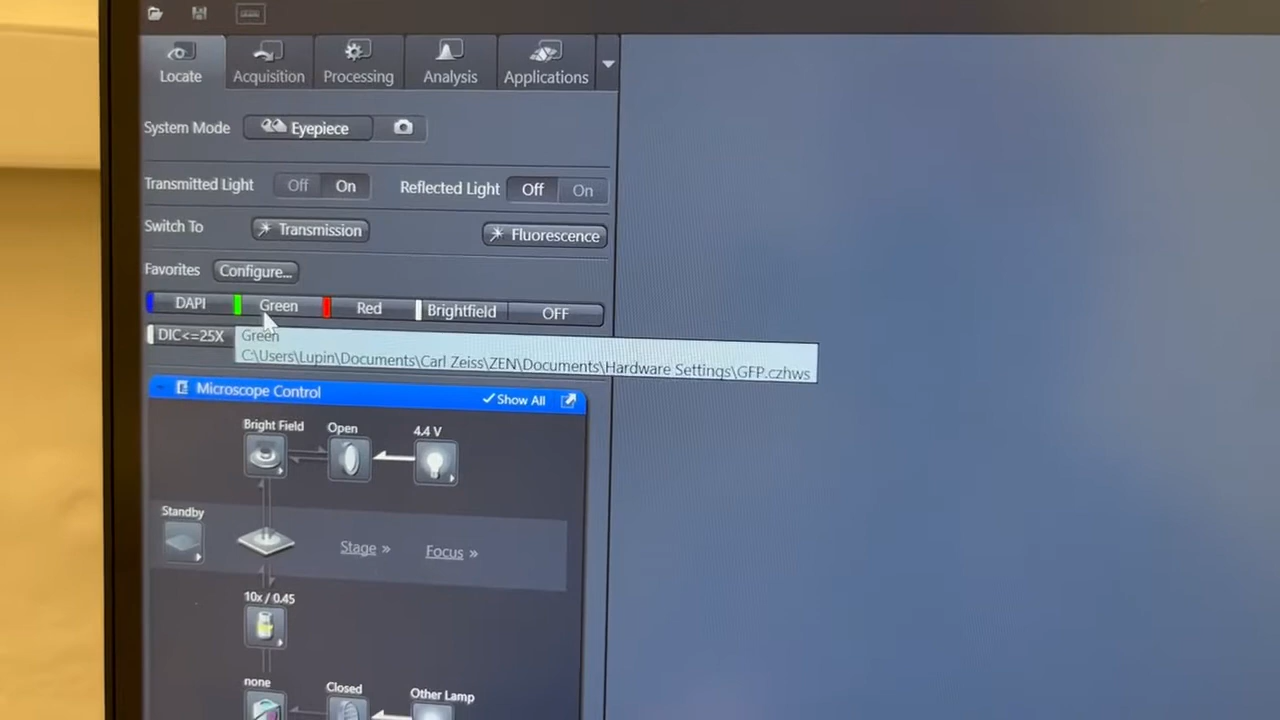 Locate Acquisition Processing Analysis Applications
System Mode Eyepiece
Transmitted Light Off On Reflected Light Off On
Switch To Transmission Fluorescence
Favorites Configure...
DAPI Green Red Brightfield OFF
DIC<=25X Green
C:\Users\Lupin\Documents\Carl Zeiss\ZEN\Documents\Hardware Settings\GFP.czhws
Microscope Control Show All
Bright Field Open 4.4 V
Standby
Stage » Focus »
10x / 0.45
none Closed Other Lamp